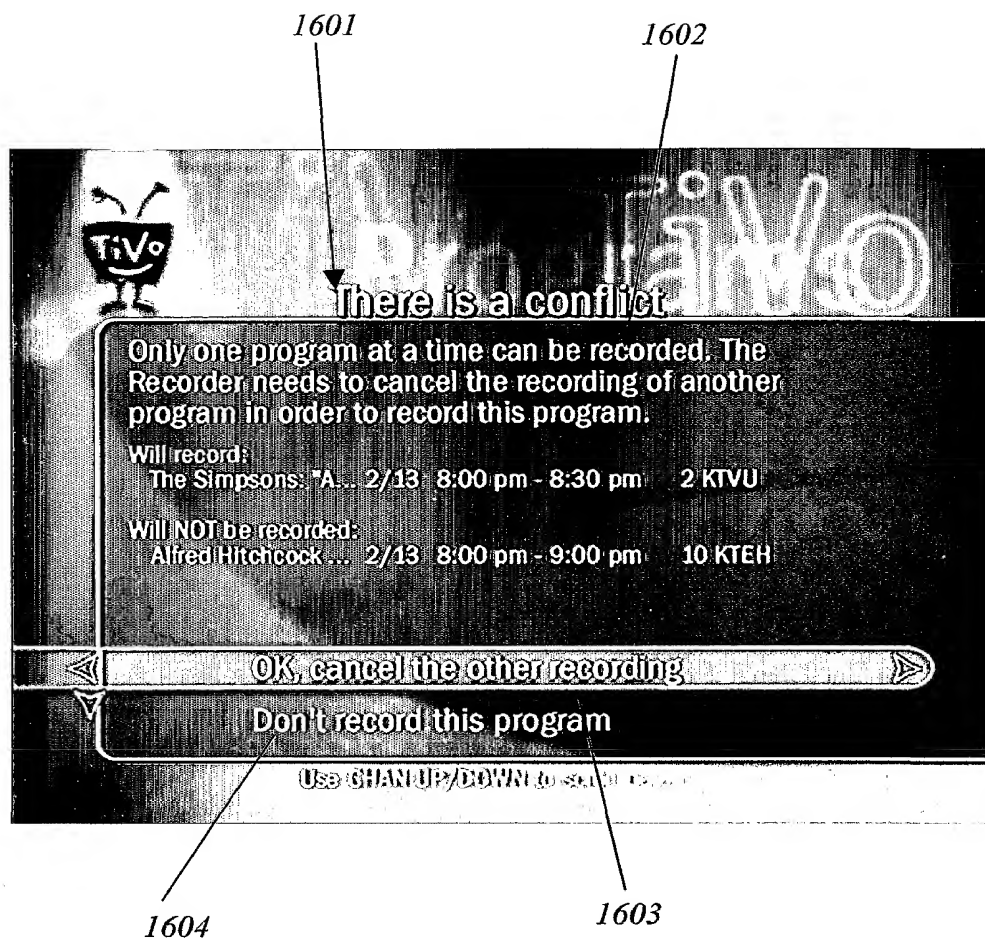 1601
1602
TiVo
TiVo
There is a conflict
Only one program at a time can be recorded. The
Recorder needs to cancel the recording of another
program in order to record this program.
Will record:
The Simpsons: "A... 2/13 8:00 pm - 8:30 pm 2 KTVU
Will NOT be recorded:
Alfred Hitchcock ... 2/13 8:00 pm - 9:00 pm 10 KTEH
OK, cancel the other recording
Don't record this program
Use CHAN UP/DOWN to
1604
1603